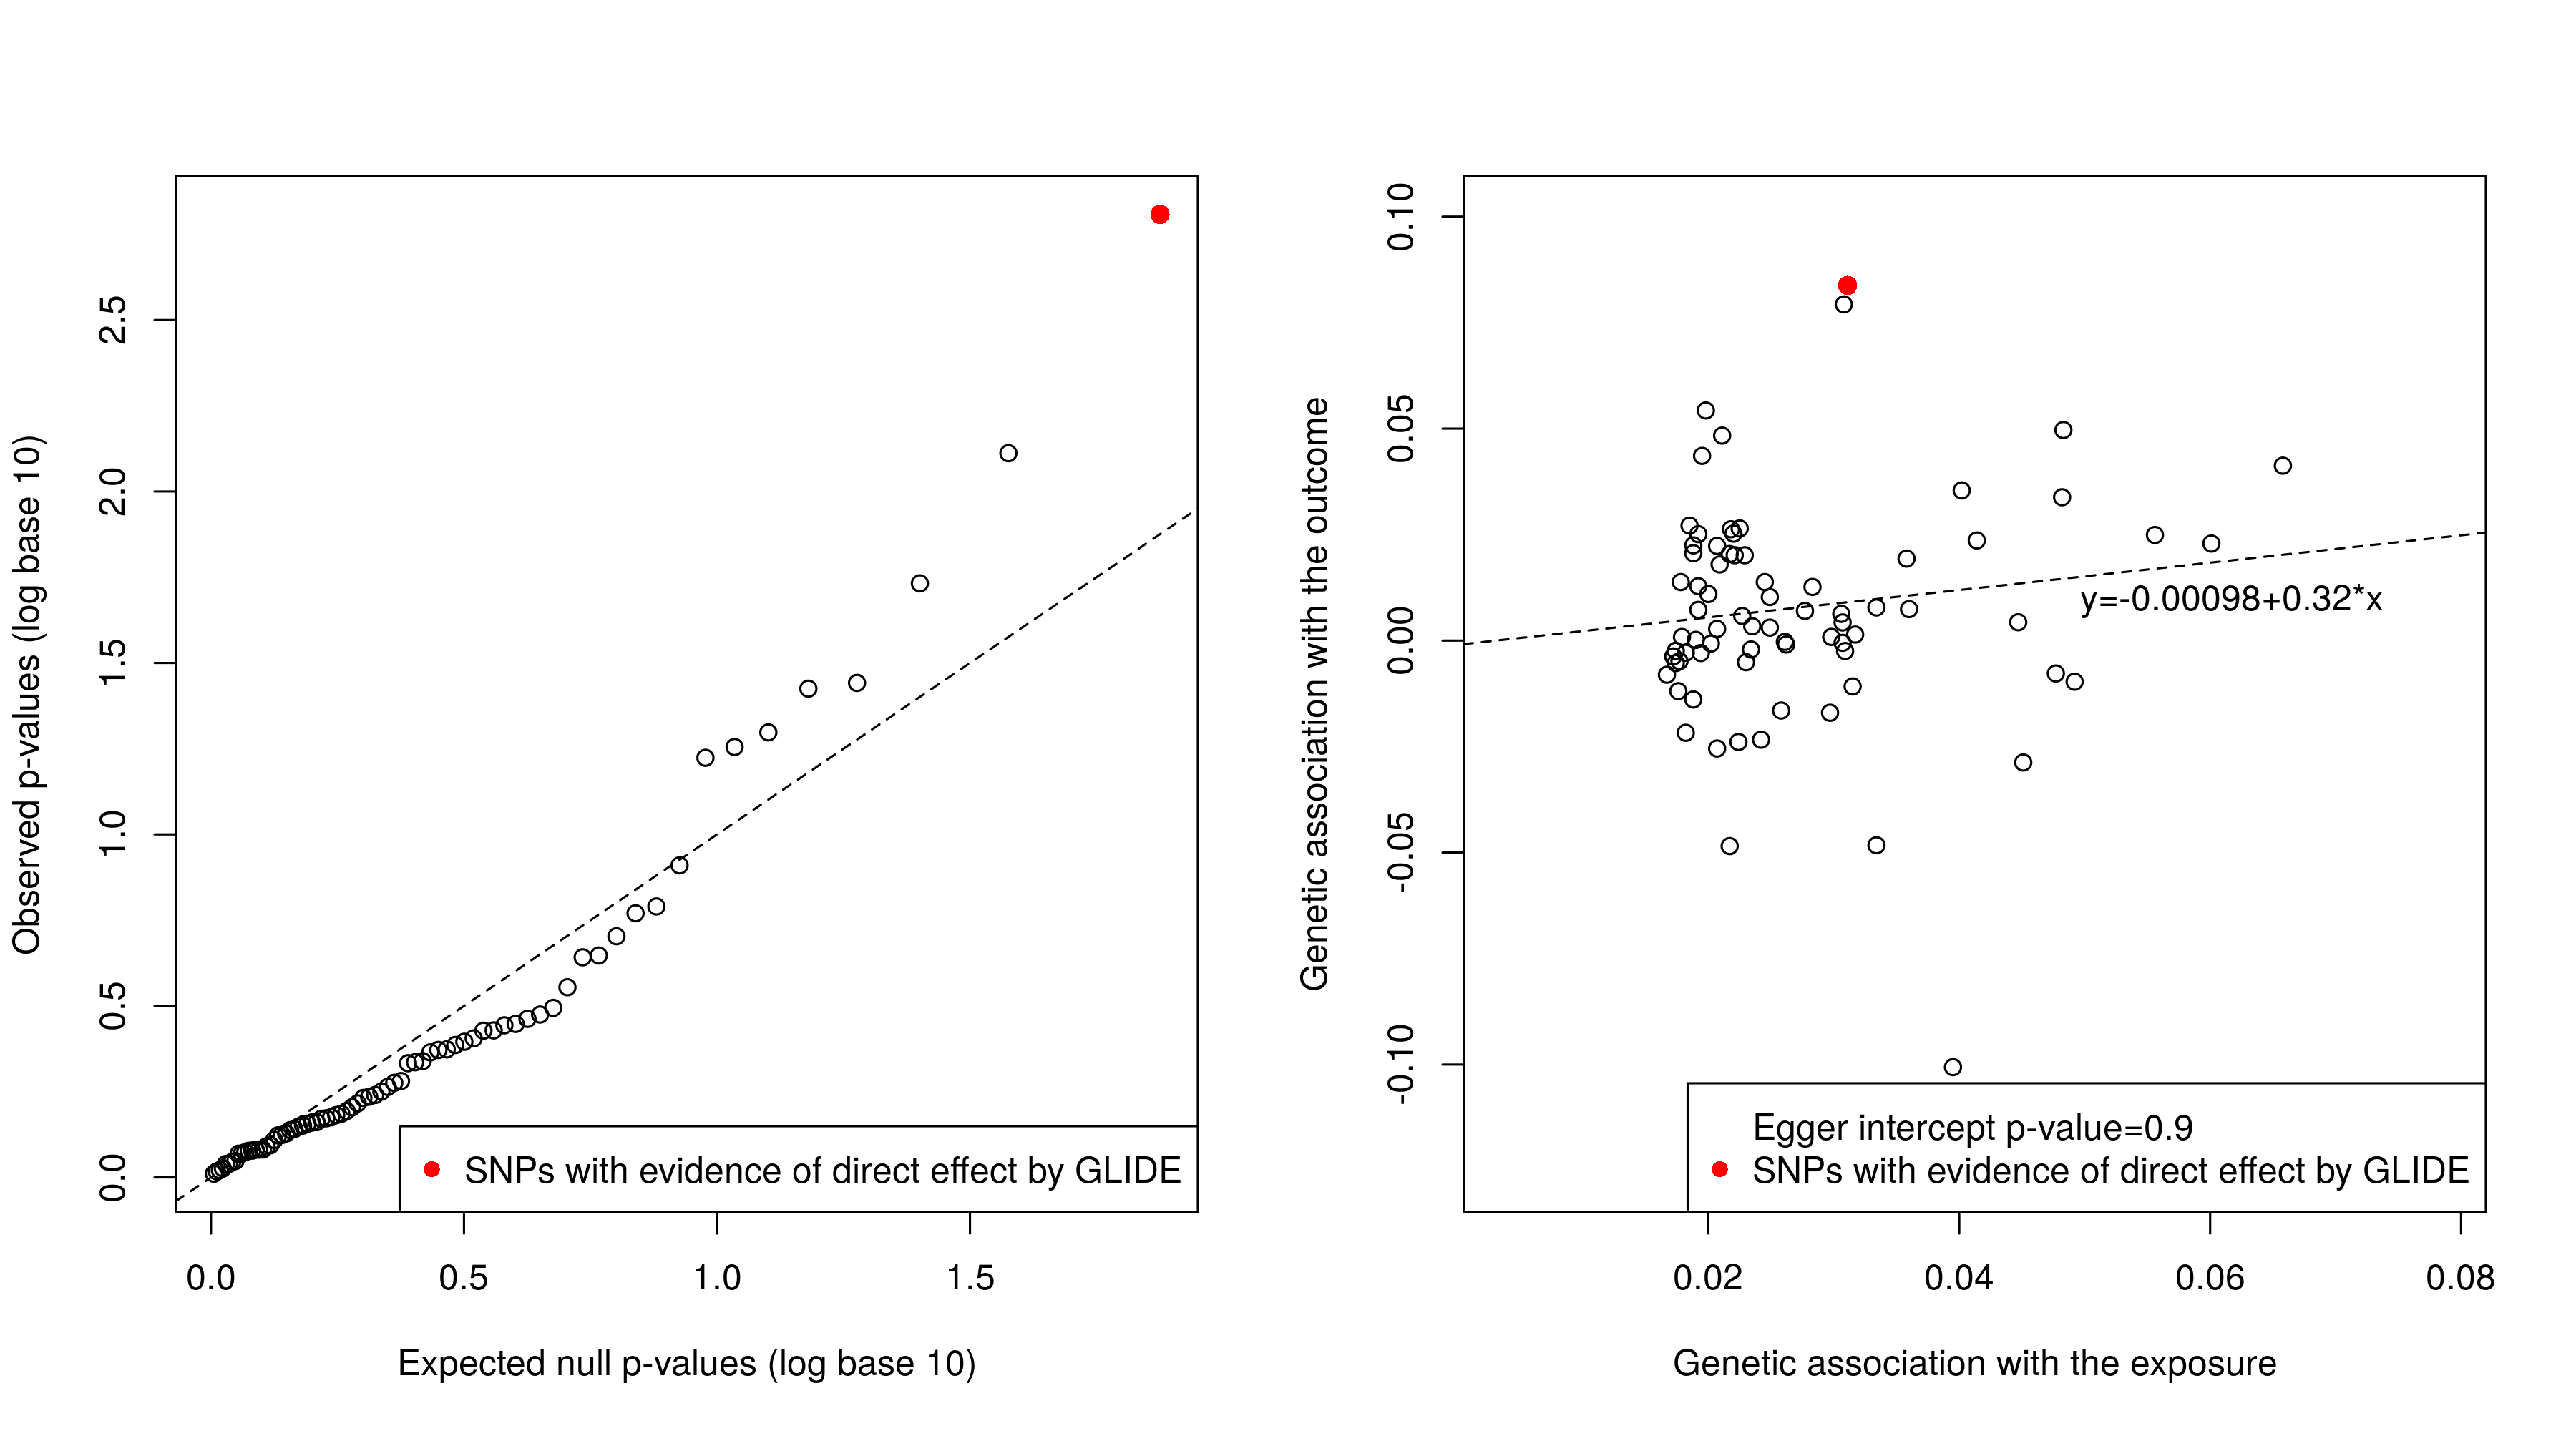 Observed p-values (log base 10)
0.0
0.5
1.0
1.5
2.0
2.5
SNPs with evidence of direct effect by GLIDE
0.0 0.5 1.0 1.5
Expected null p-values (log base 10)
Genetic association with the outcome
-0.10
-0.05
0.00
0.05
0.10
y=-0.00098+0.32*x
Egger intercept p-value=0.9
SNPs with evidence of direct effect by GLIDE
0.02 0.04 0.06 0.08
Genetic association with the exposure